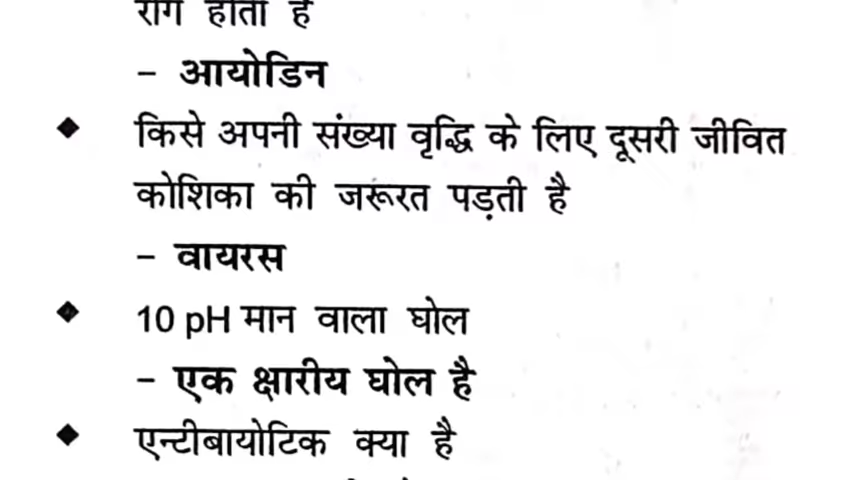 रोग होता है
– आयोडिन
◆ किसे अपनी संख्या वृद्धि के लिए दूसरी जीवित
कोशिका की जरूरत पड़ती है
– वायरस
◆ 10 pH मान वाला घोल
– एक क्षारीय घोल है
◆ एन्टीबायोटिक क्या है